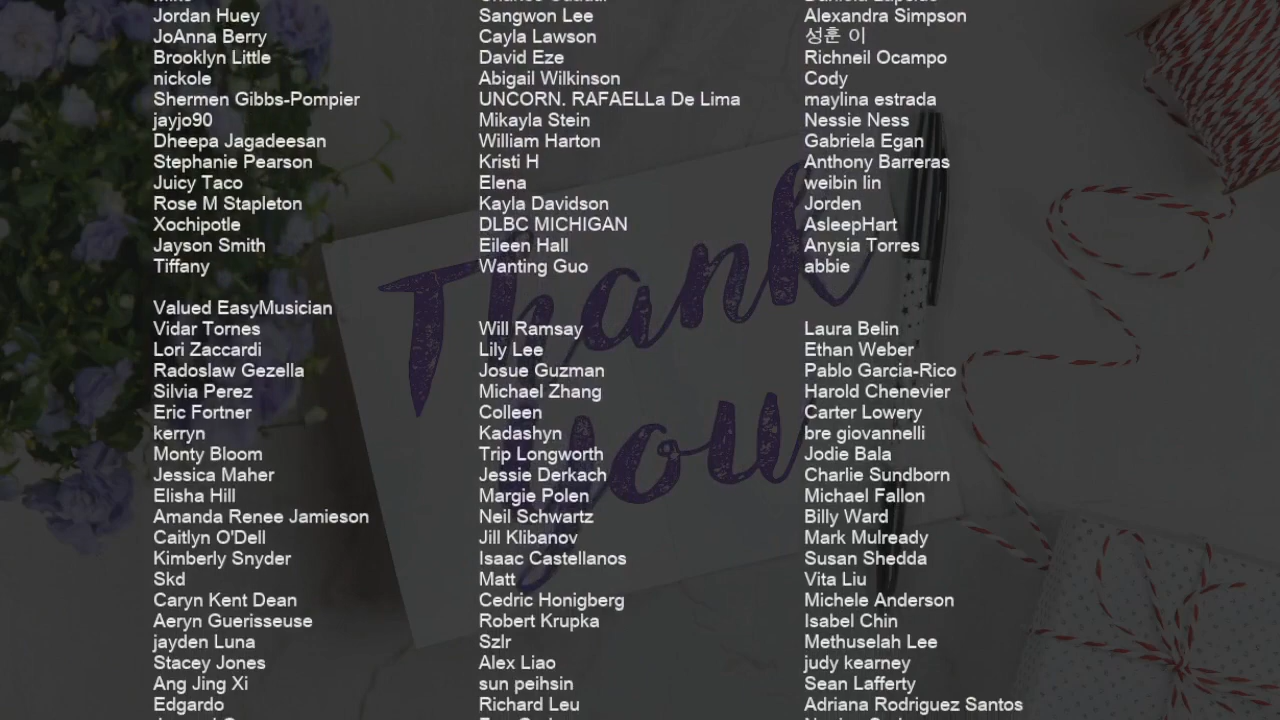 Jordan Huey
Sangwon Lee
Alexandra Simpson
JoAnna Berry
Cayla Lawson
성훈 이
Brooklyn Little
David Eze
Richneil Ocampo
nickole
Abigail Wilkinson
Cody
Shermen Gibbs-Pompier
UNCORN. RAFAELLa De Lima
maylina estrada
jayjo90
Mikayla Stein
Nessie Ness
Dheepa Jagadeesan
William Harton
Gabriela Egan
Stephanie Pearson
Kristi H
Anthony Barreras
Juicy Taco
Elena
weibin lin
Rose M Stapleton
Kayla Davidson
Jorden
Xochipotle
DLBC MICHIGAN
AsleepHart
Jayson Smith
Eileen Hall
Anysia Torres
Tiffany
Wanting Guo
abbie
Thank
you
Valued EasyMusician
Vidar Tornes
Will Ramsay
Laura Belin
Lori Zaccardi
Lily Lee
Ethan Weber
Radoslaw Gezella
Josue Guzman
Pablo Garcia-Rico
Silvia Perez
Michael Zhang
Harold Chenevier
Eric Fortner
Colleen
Carter Lowery
kerryn
Kadashyn
bre giovannelli
Monty Bloom
Trip Longworth
Jodie Bala
Jessica Maher
Jessie Derkach
Charlie Sundborn
Elisha Hill
Margie Polen
Michael Fallon
Amanda Renee Jamieson
Neil Schwartz
Billy Ward
Caitlyn O'Dell
Jill Klibanov
Mark Mulready
Kimberly Snyder
Isaac Castellanos
Susan Shedda
Skd
Matt
Vita Liu
Caryn Kent Dean
Cedric Honigberg
Michele Anderson
Aeryn Guerisseuse
Robert Krupka
Isabel Chin
jayden Luna
Szlr
Methuselah Lee
Stacey Jones
Alex Liao
judy kearney
Ang Jing Xi
sun peihsin
Sean Lafferty
Edgardo
Richard Leu
Adriana Rodriguez Santos